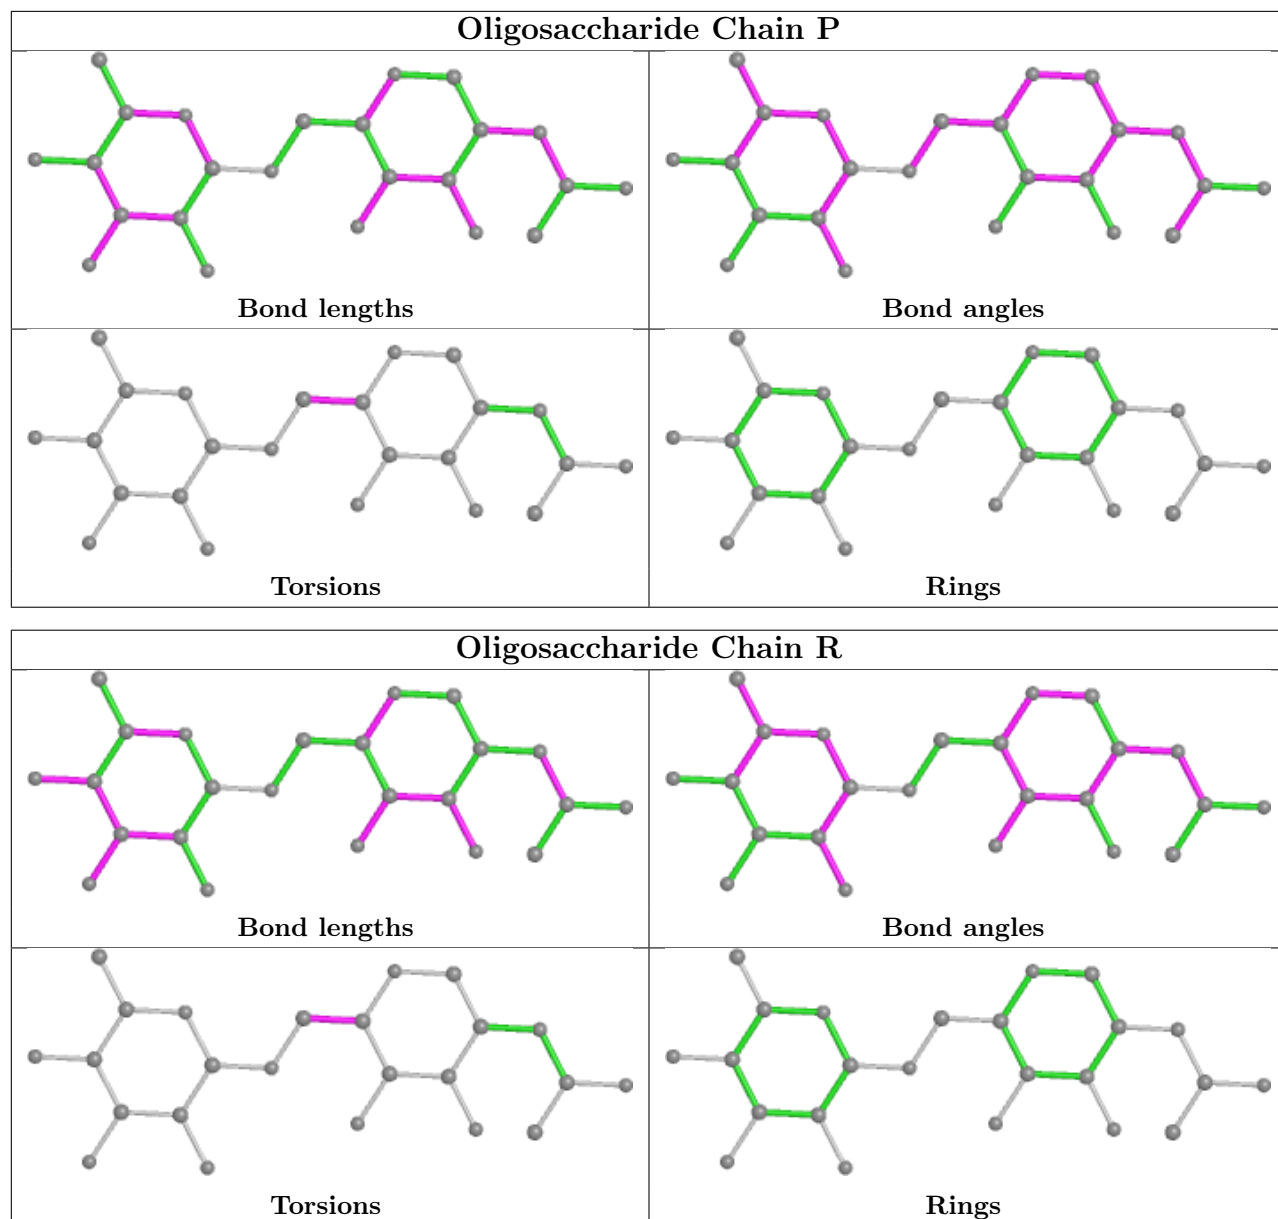 Oligosaccharide Chain P
Bond lengths
Bond angles
Torsions
Rings
Oligosaccharide Chain R
Bond lengths
Bond angles
Torsions
Rings